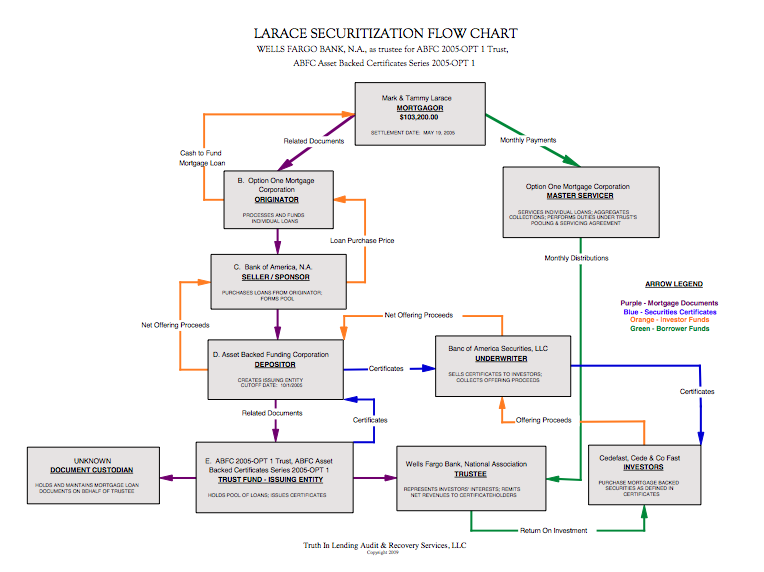 LARACE SECURITIZATION FLOW CHART
WELLS FARGO BANK, N.A., as trustee for ABFC 2005-OPT 1 Trust,
ABFC Asset Backed Certificates Series 2005-OPT 1
Mark & Tammy Larace
MORTGAGOR
$103,200.00
SETTLEMENT DATE: MAY 19, 2005
Related Documents
Monthly Payments
Cash to Fund
Mortgage Loan
B. Option One Mortgage
Corporation
ORIGINATOR
PROCESSES AND FUNDS
INDIVIDUAL LOANS
Option One Mortgage Corporation
MASTER SERVICER
SERVICES INDIVIDUAL LOANS; AGGREGATES
COLLECTIONS; PERFORMS DUTIES UNDER TRUST'S
POOLING & SERVICING AGREEMENT
Loan Purchase Price
Monthly Distributions
C. Bank of America, N.A.
SELLER / SPONSOR
PURCHASES LOANS FROM ORIGINATOR;
FORMS POOL
ARROW LEGEND
Purple - Mortgage Documents
Blue - Securities Certificates
Orange - Investor Funds
Green - Borrower Funds
Net Offering Proceeds
Net Offering Proceeds
D. Asset Backed Funding Corporation
DEPOSITOR
CREATES ISSUING ENTITY
CUTOFF DATE: 10/1/2005
Certificates
Banc of America Securities, LLC
UNDERWRITER
SELLS CERTIFICATES TO INVESTORS;
COLLECTS OFFERING PROCEEDS
Certificates
Related Documents
Certificates
Offering Proceeds
UNKNOWN
DOCUMENT CUSTODIAN
HOLDS AND MAINTAINS MORTGAGE LOAN
DOCUMENTS ON BEHALF OF TRUSTEE
E. ABFC 2005-OPT 1 Trust, ABFC Asset
Backed Certificates Series 2005-OPT 1
TRUST FUND - ISSUING ENTITY
HOLDS POOL OF LOANS; ISSUES CERTIFICATES
Wells Fargo Bank, National Association
TRUSTEE
REPRESENTS INVESTORS' INTERESTS; REMITS
NET REVENUES TO CERTIFICATEHOLDERS
Cedefast, Cede & Co Fast
INVESTORS
PURCHASE MORTGAGE BACKED
SECURITIES AS DEFINED IN
CERTIFICATES
Return On Investment
Truth In Lending Audit & Recovery Services, LLC
Copyright 2009